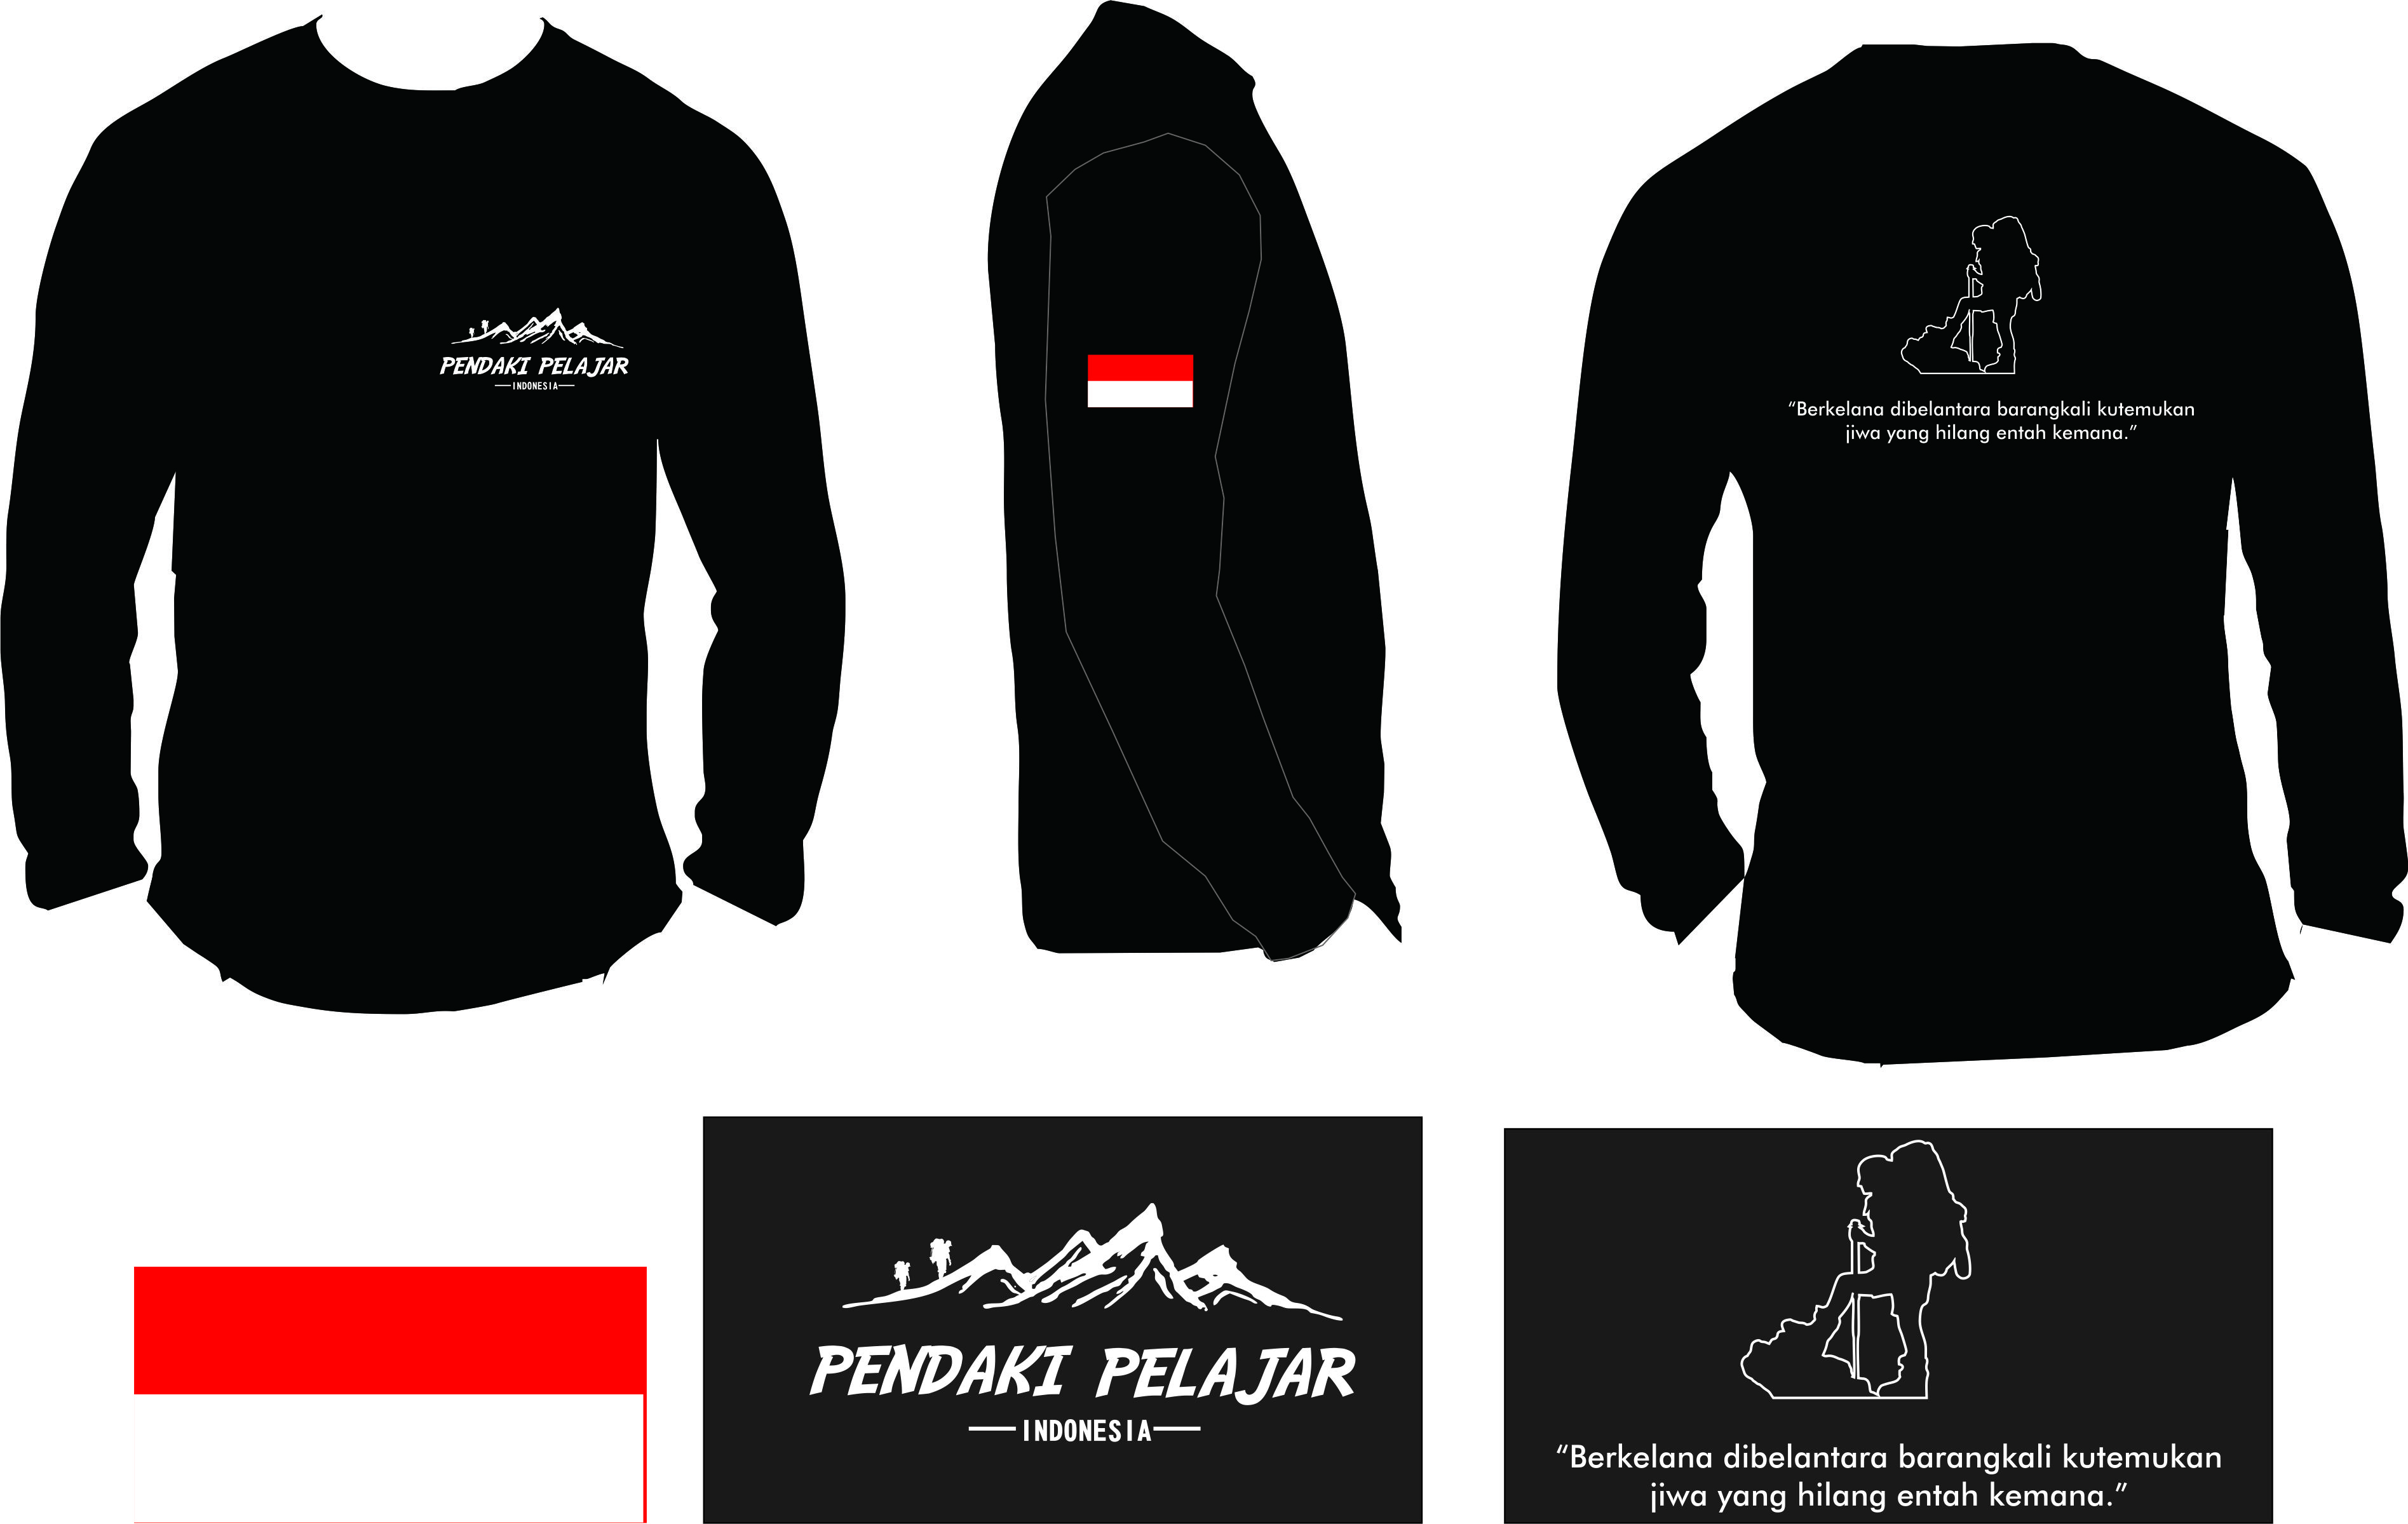 PENDAKI PELAJAR
INDONESIA
“Berkelana dibelantara barangkali kutemukan
jiwa yang hilang entah kemana.”
PENDAKI PELAJAR
INDONESIA
“Berkelana dibelantara barangkali kutemukan
jiwa yang hilang entah kemana.”